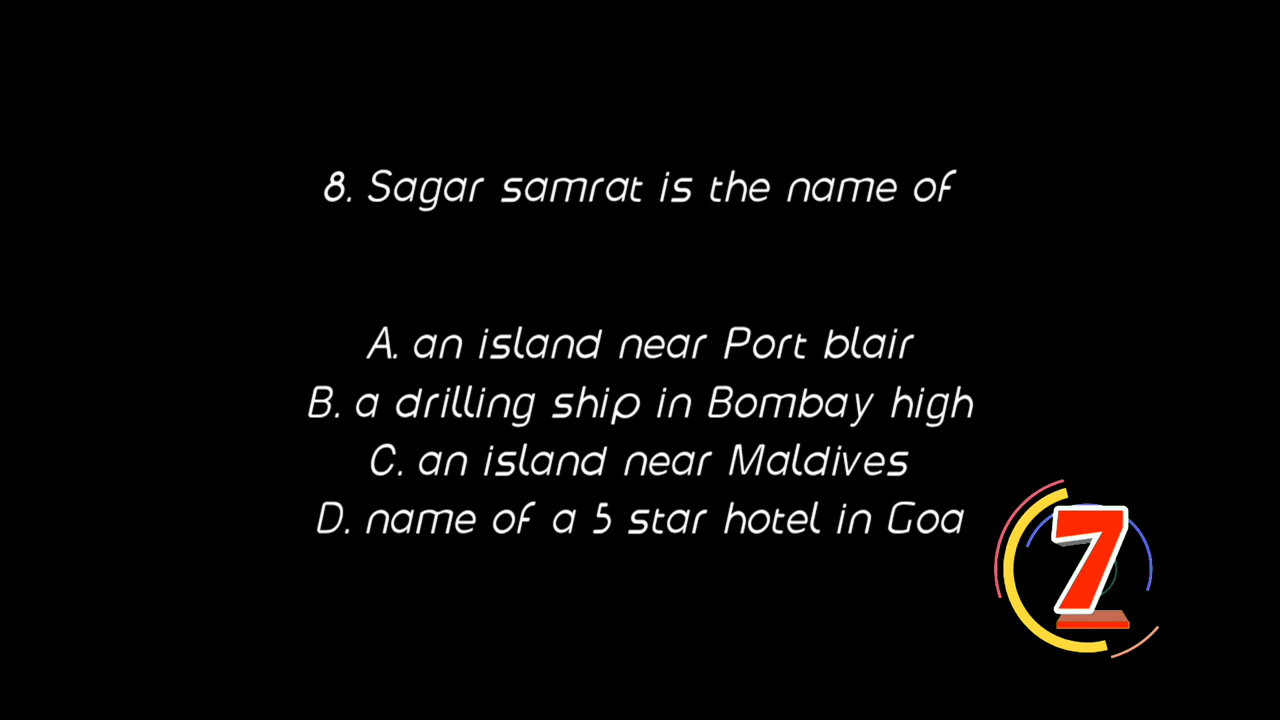 8. Sagar samrat is the name of
A. an island near Port blair
B. a drilling ship in Bombay high
C. an island near Maldives
D. name of a 5 star hotel in Goa
7